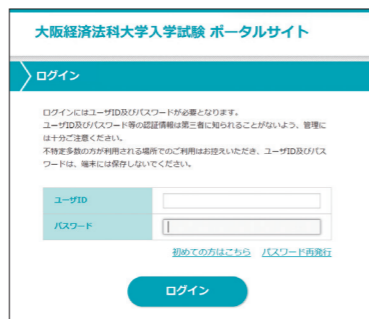 大阪経済法科大学入学試験 ポータルサイト
ログイン
ログインにはユーザID及びパスワードが必要となります。
ユーザID及びパスワード等の認証情報は第三者に知られることがないよう、管理に
は十分ご注意ください。
不特定多数の方が利用される場所でのご利用はお控えいただき、ユーザID及びパス
ワードは、端末には保存しないでください。
ユーザID
パスワード
初めての方はこちら パスワード再発行
ログイン